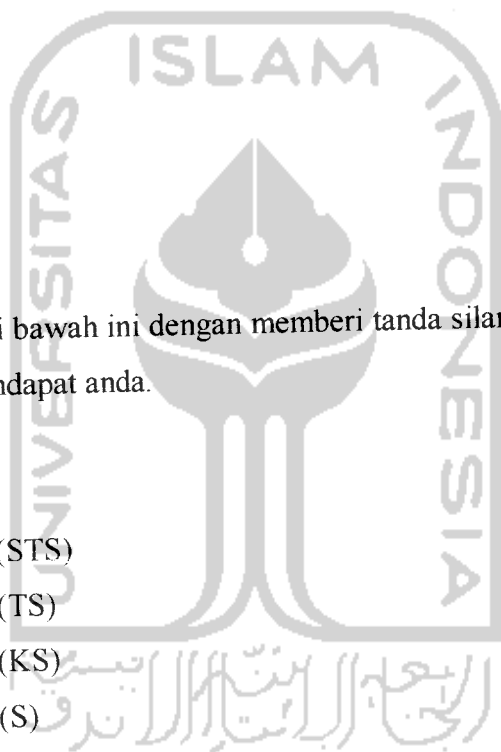 ISLAM
UNIVERSITAS
INDONESIA
i bawah ini dengan memberi tanda silan
ndapat anda.
(STS)
(TS)
(KS)
(S)